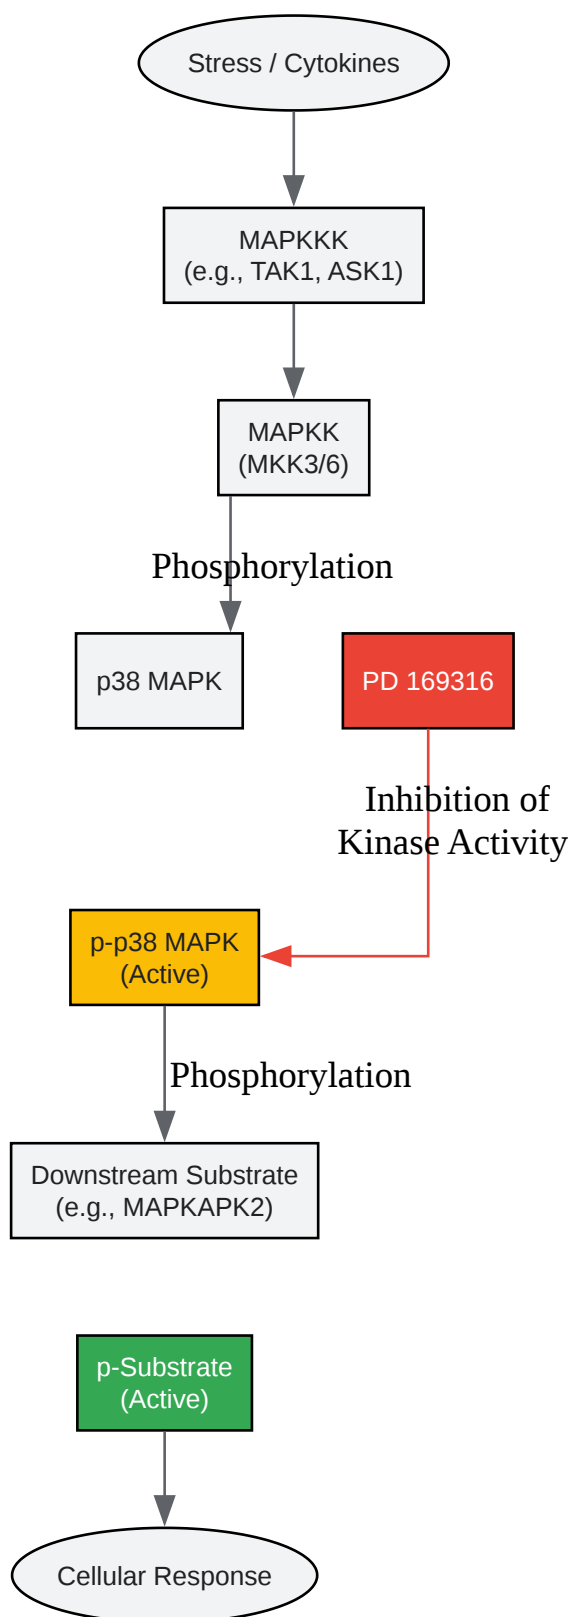 Stress / Cytokines
MAPKKK
(e.g., TAK1, ASK1)
MAPKK
(MKK3/6)
Phosphorylation
p38 MAPK
PD 169316
Inhibition of
Kinase Activity
p-p38 MAPK
(Active)
Phosphorylation
Downstream Substrate
(e.g., MAPKAPK2)
p-Substrate
(Active)
Cellular Response